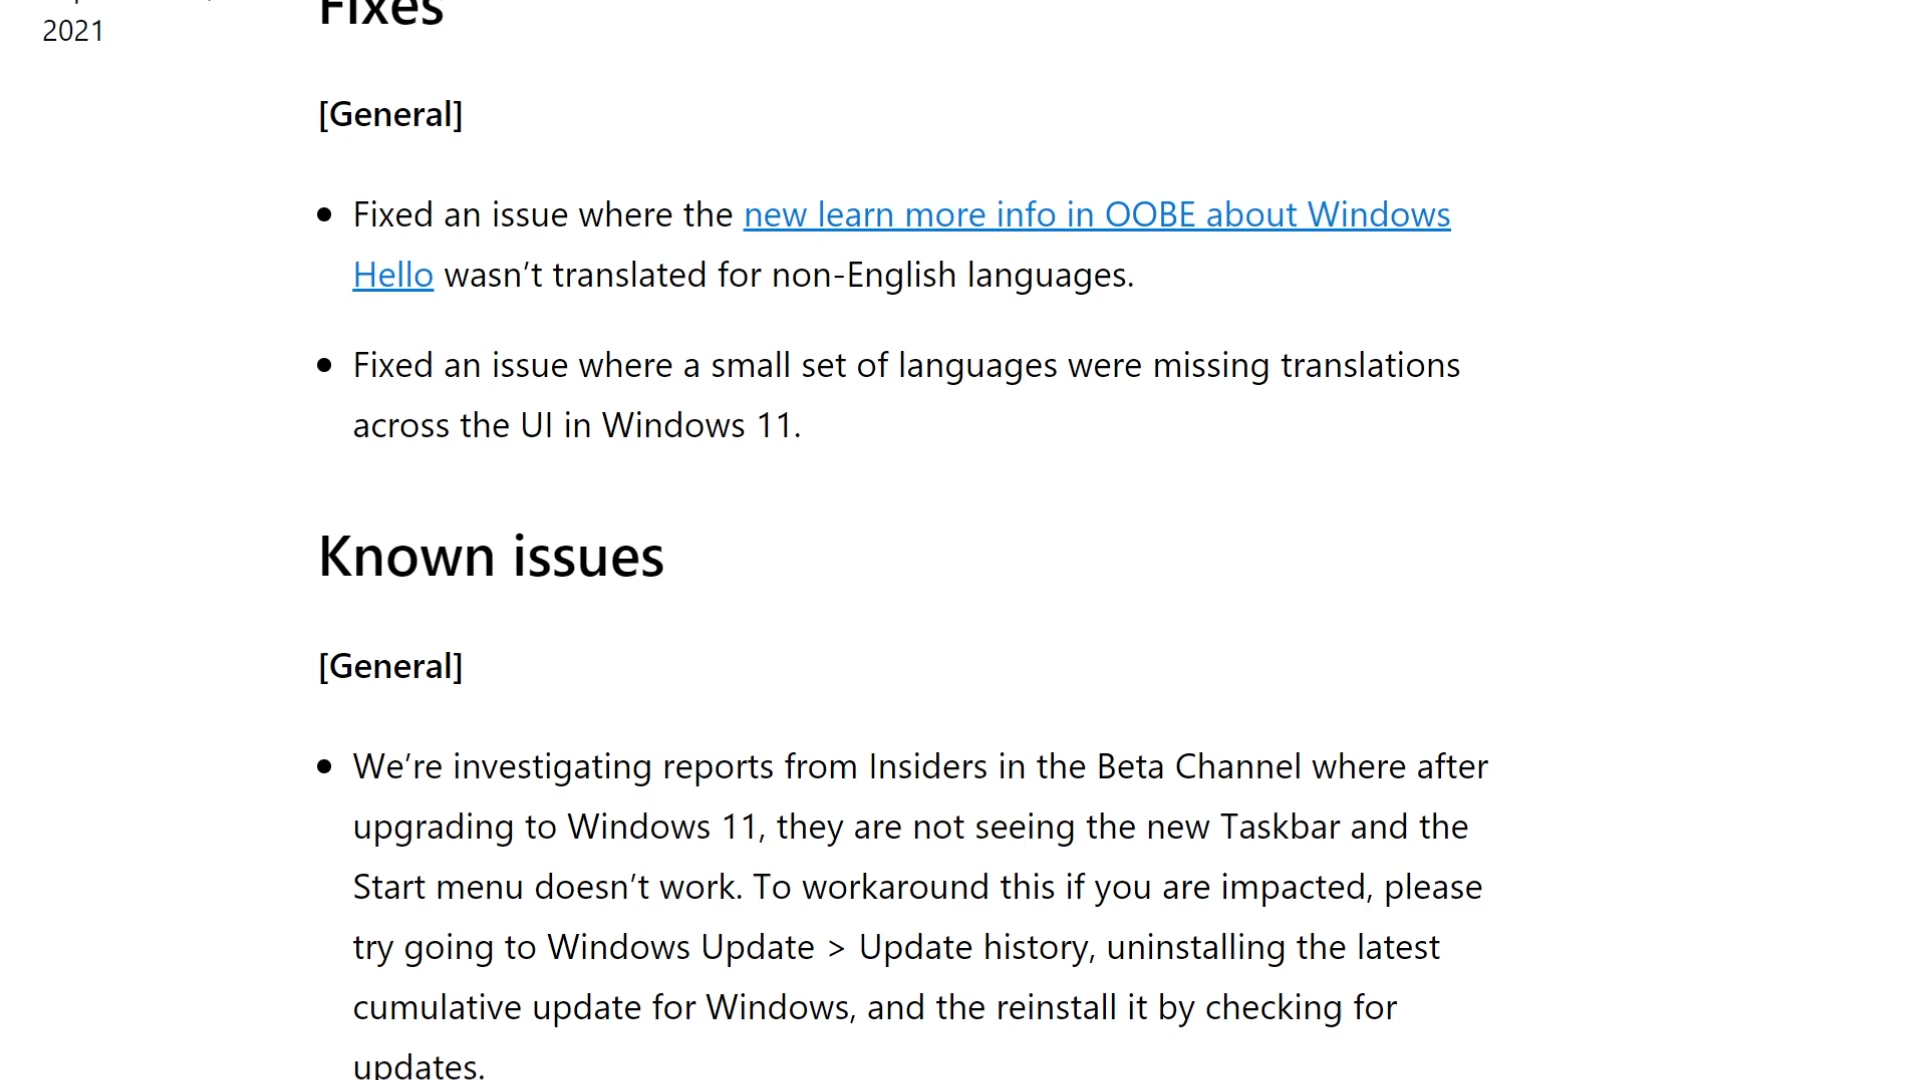 2021
Fixes
[General]
Fixed an issue where the new learn more info in OOBE about Windows
Hello wasn’t translated for non-English languages.
Fixed an issue where a small set of languages were missing translations
across the UI in Windows 11.
Known issues
[General]
We’re investigating reports from Insiders in the Beta Channel where after
upgrading to Windows 11, they are not seeing the new Taskbar and the
Start menu doesn’t work. To workaround this if you are impacted, please
try going to Windows Update > Update history, uninstalling the latest
cumulative update for Windows, and the reinstall it by checking for
updates.